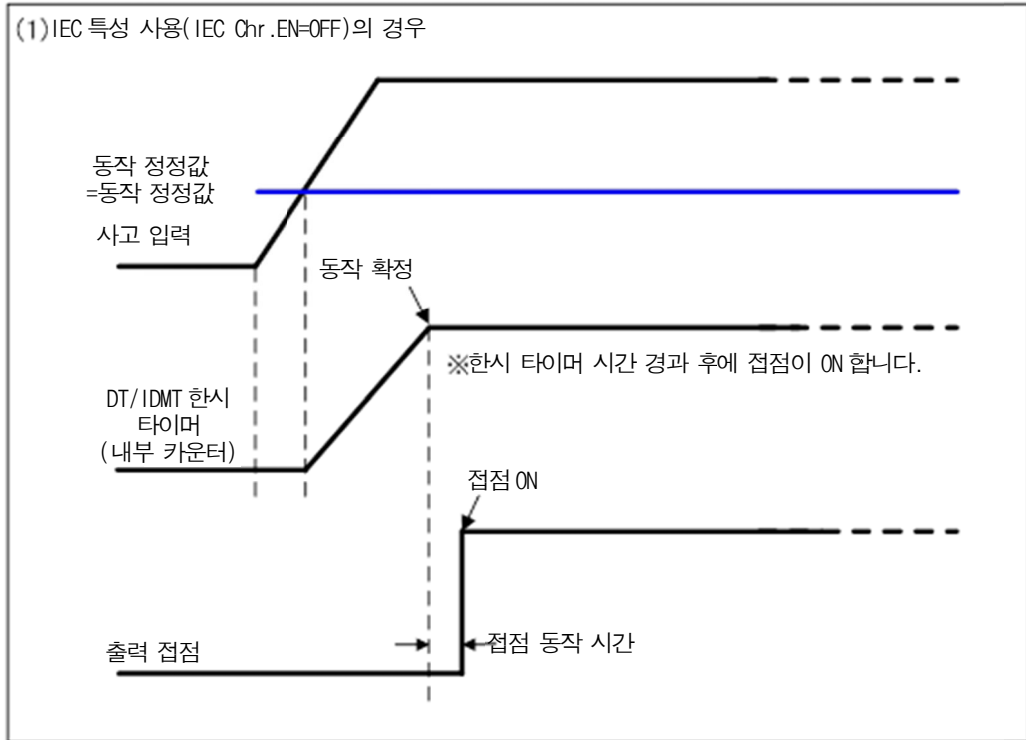 (1)IEC 특성 사용(IEC Chr.EN=OFF)의 경우
동작 정정값
=동작 정정값
사고 입력
동작 확정
※한시 타이머 시간 경과 후에 접점이 ON 합니다.
DT/IDMT 한시
타이머
(내부 카운터)
접점 ON
출력 접점
접점 동작 시간